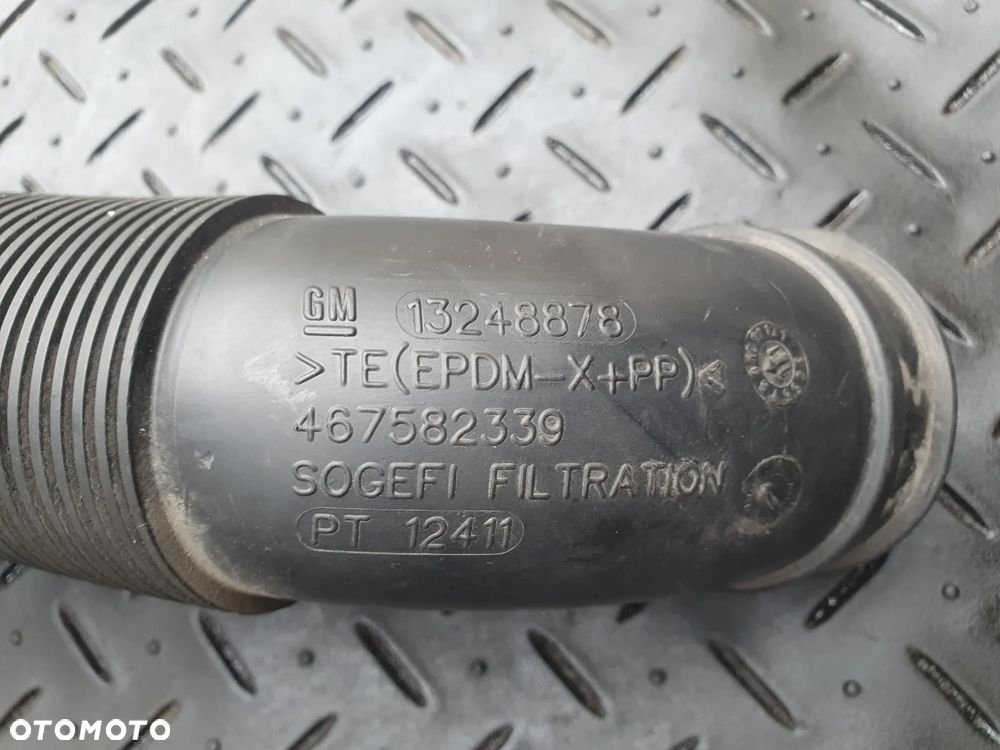 GM 13248878
>TE(EPDM-X+PP)<
467582339
SOGEFI FILTRATION
PT 12411
OTOMOTO